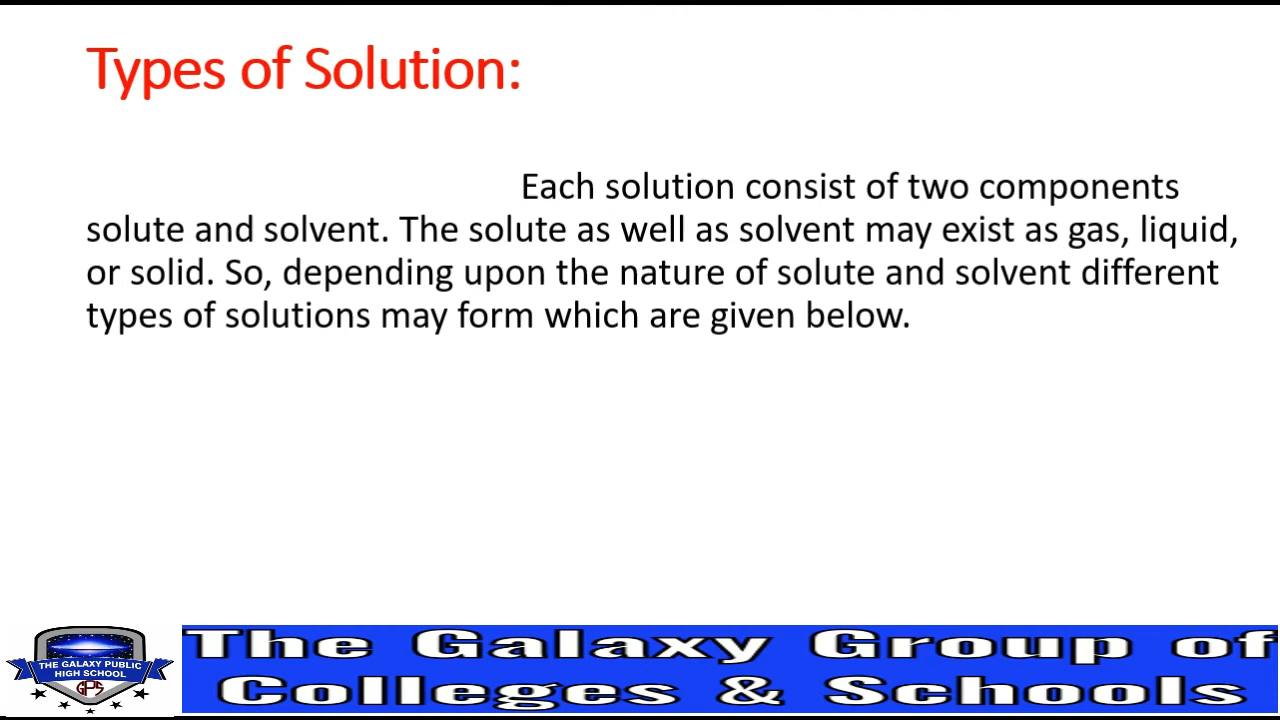 Types of Solution:
Each solution consist of two components
solute and solvent. The solute as well as solvent may exist as gas, liquid,
or solid. So, depending upon the nature of solute and solvent different
types of solutions may form which are given below.
THE GALAXY PUBLIC
HIGH SCHOOL
GPS
The Galaxy Group of
Colleges & Schools